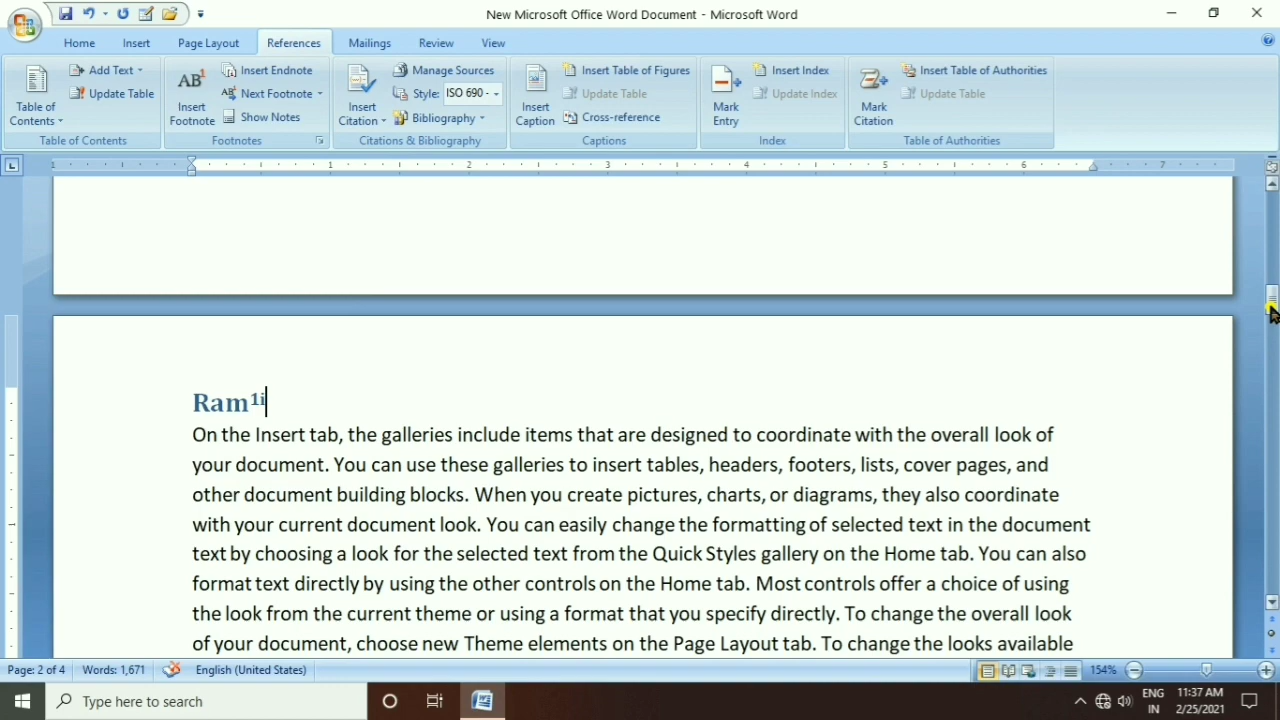 New Microsoft Office Word Document - Microsoft Word
Home Insert Page Layout References Mailings Review View
Table of Contents
Add Text
Update Table
Table of Contents
AB¹ Insert Footnote
Insert Endnote
Next Footnote
Show Notes
Footnotes
Insert Citation
Manage Sources
Style: ISO 690 -
Bibliography
Citations & Bibliography
Insert Caption
Insert Table of Figures
Update Table
Cross-reference
Captions
Mark Entry
Insert Index
Update Index
Index
Mark Citation
Insert Table of Authorities
Update Table
Table of Authorities
1 1 2 3 4 5 6 7
Ram¹ⁱ
On the Insert tab, the galleries include items that are designed to coordinate with the overall look of
your document. You can use these galleries to insert tables, headers, footers, lists, cover pages, and
other document building blocks. When you create pictures, charts, or diagrams, they also coordinate
with your current document look. You can easily change the formatting of selected text in the document
text by choosing a look for the selected text from the Quick Styles gallery on the Home tab. You can also
format text directly by using the other controls on the Home tab. Most controls offer a choice of using
the look from the current theme or using a format that you specify directly. To change the overall look
of your document, choose new Theme elements on the Page Layout tab. To change the looks available
Page: 2 of 4 Words: 1,671 English (United States) 154%
Type here to search
ENG 11:37 AM
IN 2/25/2021